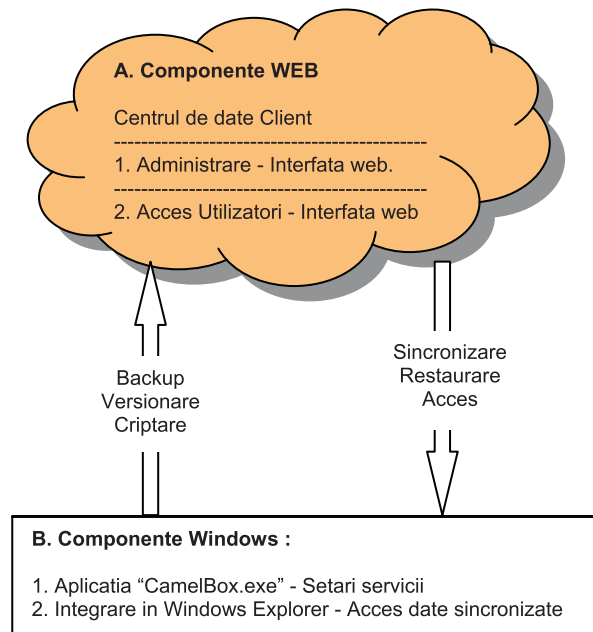 A. Componente WEB
Centrul de date Client
----------------------------------------------------
1. Administrare - Interfata web.
----------------------------------------------------
2. Acces Utilizatori - Interfata web
Backup
Versionare
Criptare
Sincronizare
Restaurare
Acces
B. Componente Windows :
1. Aplicatia “CamelBox.exe” - Setari servicii
2. Integrare in Windows Explorer - Acces date sincronizate